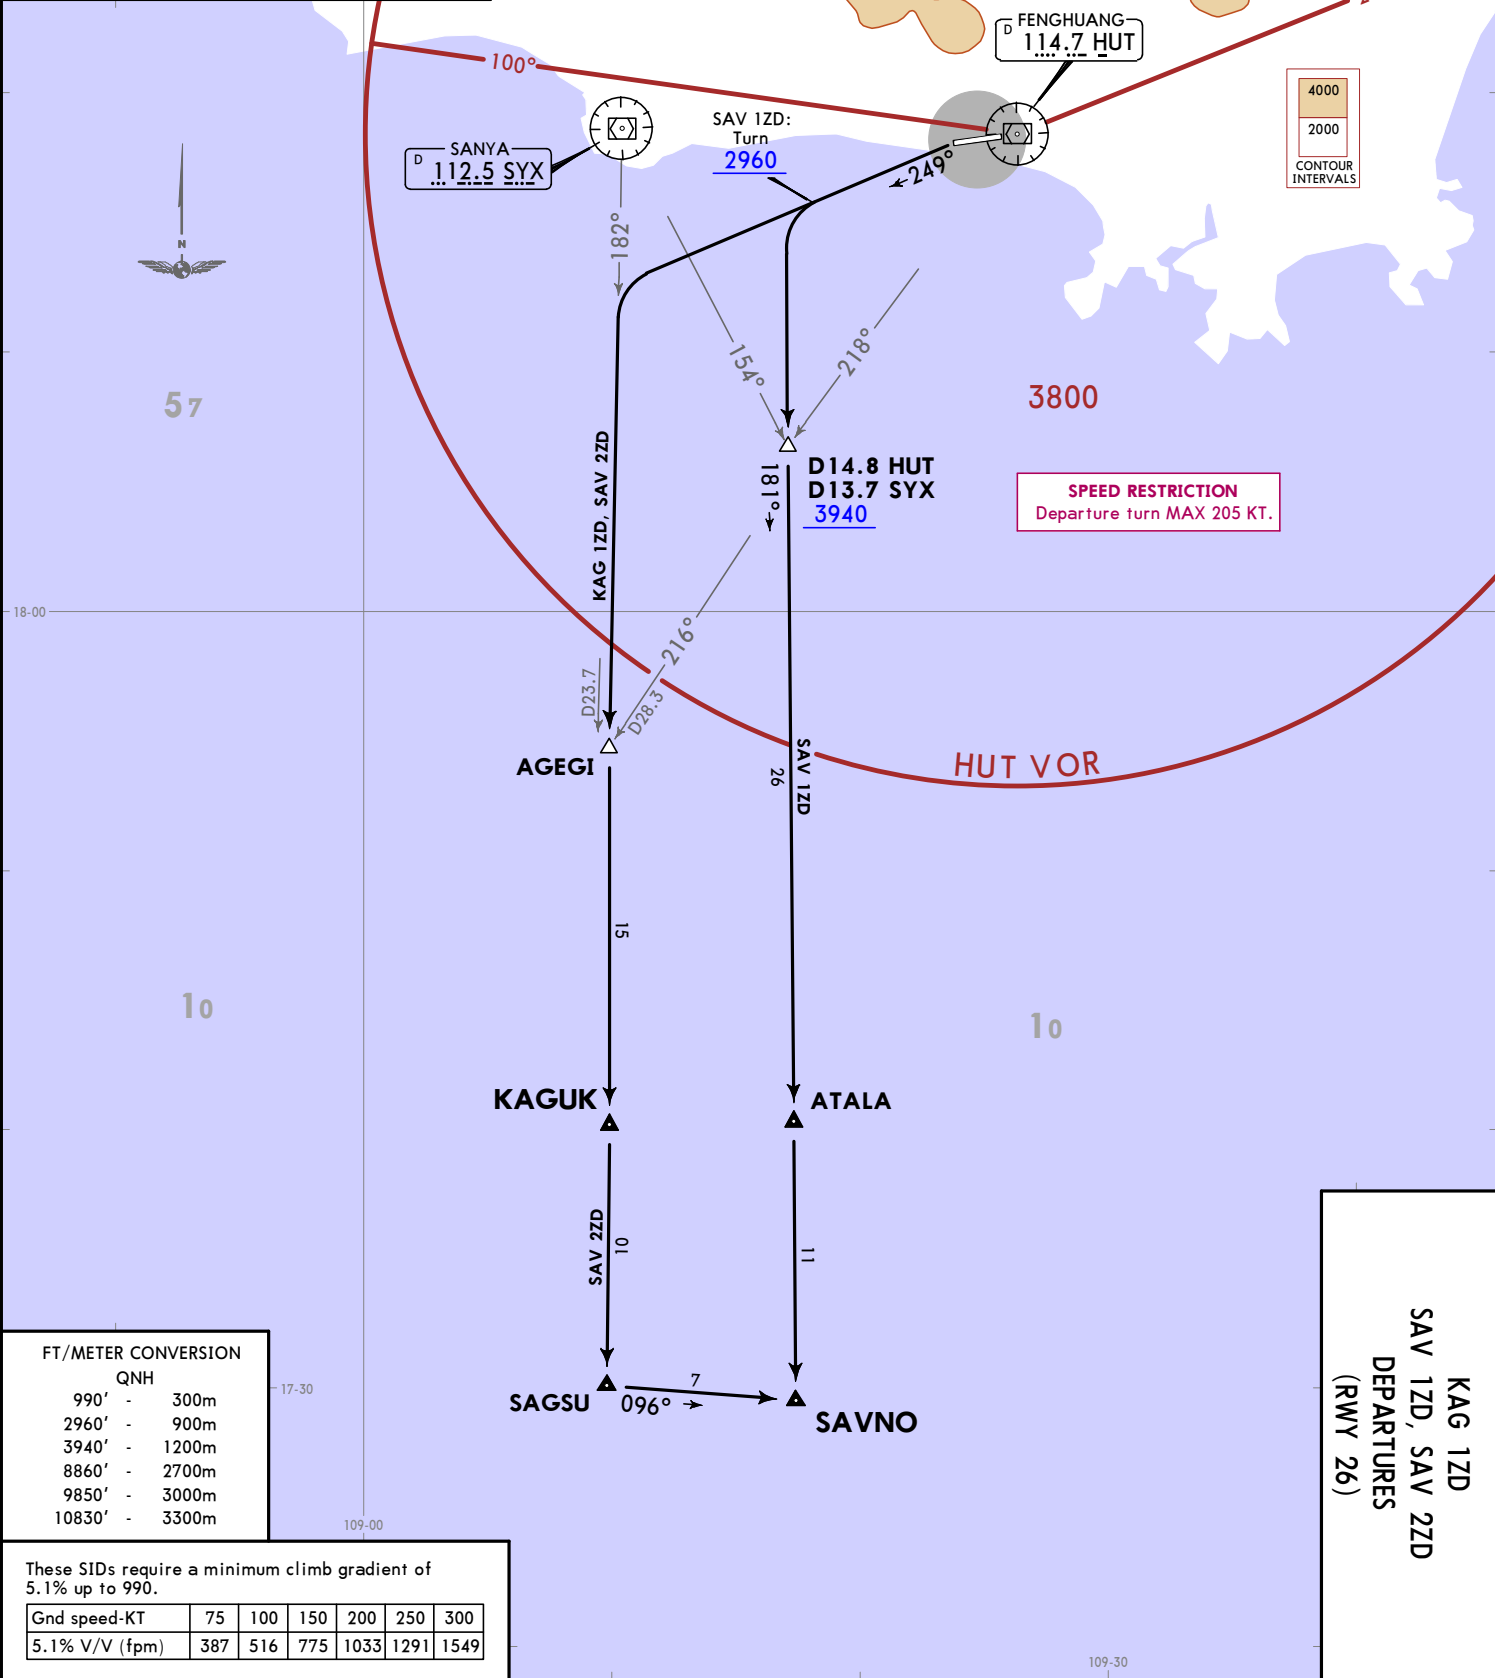 FENGHUANG
D
114.7 HUT
100°
4000
2000
CONTOUR
INTERVALS
SAV 1ZD:
Turn
2960
SANYA
D
112.5 SYX
249°
182°
N
154°
218°
57
3800
KAG 1ZD, SAV 2ZD
D14.8 HUT
D13.7 SYX
3940
181°
SPEED RESTRICTION
Departure turn MAX 205 KT.
18-00
216°
D23.7
D28.3
AGEGI
SAV 1ZD
26
HUT VOR
15
10
10
KAGUK
ATALA
SAV 2ZD
10
11
SAGSU
096°
7
SAVNO
17-30
109-00
109-30
KAG 1ZD
SAV 1ZD, SAV 2ZD
DEPARTURES
(RWY 26)
FT/METER CONVERSION
QNH
990' - 300m
2960' - 900m
3940' - 1200m
8860' - 2700m
9850' - 3000m
10830' - 3300m
These SIDs require a minimum climb gradient of
5.1% up to 990.
Gnd speed-KT 75 100 150 200 250 300
5.1% V/V (fpm) 387 516 775 1033 1291 1549